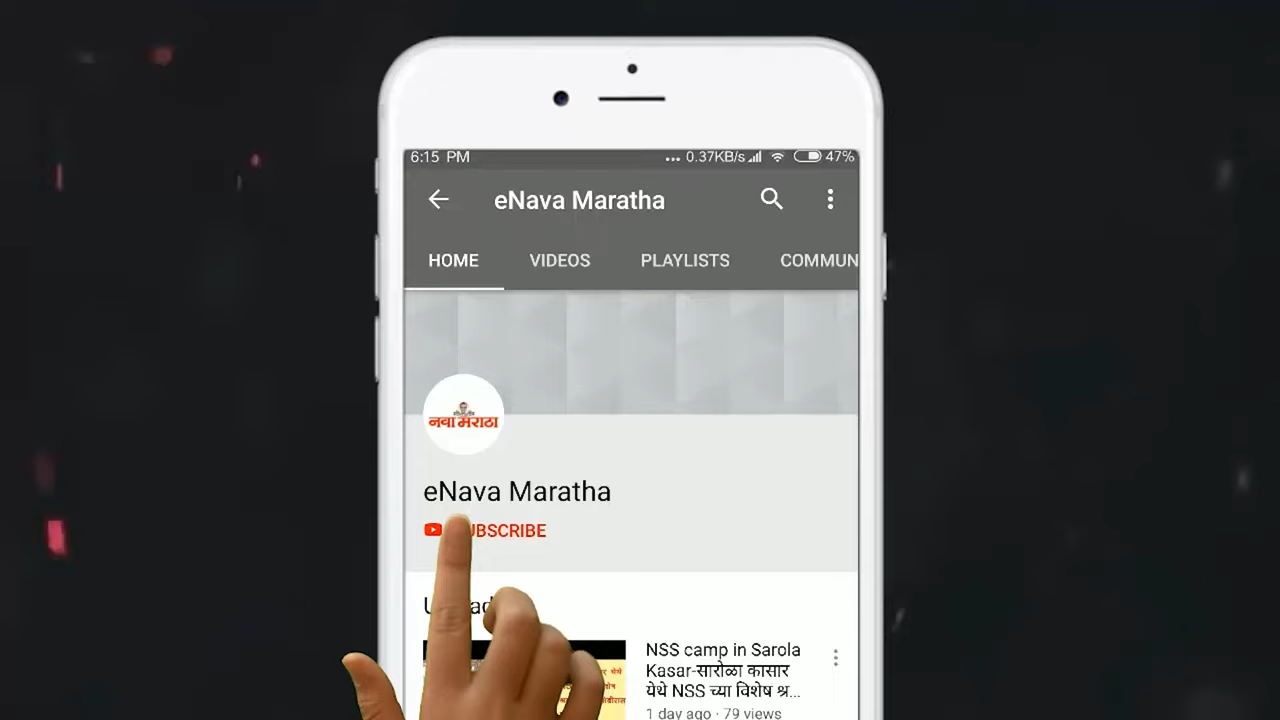 6:15 PM ... 0.37KB/s 47%
eNava Maratha
HOME VIDEOS PLAYLISTS COMMUN
नवा मराठा
eNava Maratha
SUBSCRIBE
NSS camp in Sarola
Kasar-सारोळा कासार
येथे NSS च्या विशेष श्र...
1 day ago · 79 views